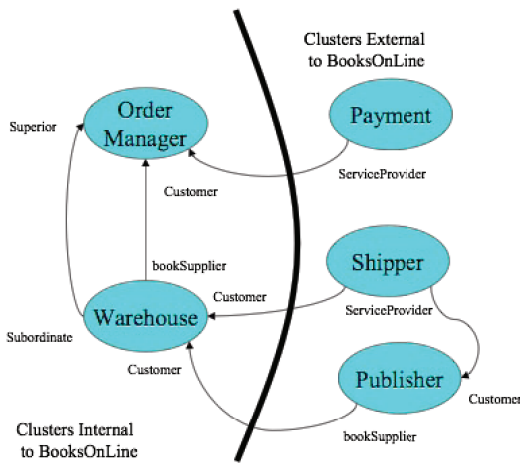 Clusters External
to BooksOnLine
Order
Manager
Payment
Superior
ServiceProvider
Customer
bookSupplier
Shipper
Customer
Warehouse
ServiceProvider
Subordinate
Customer
Publisher
Customer
bookSupplier
Clusters Internal
to BooksOnLine